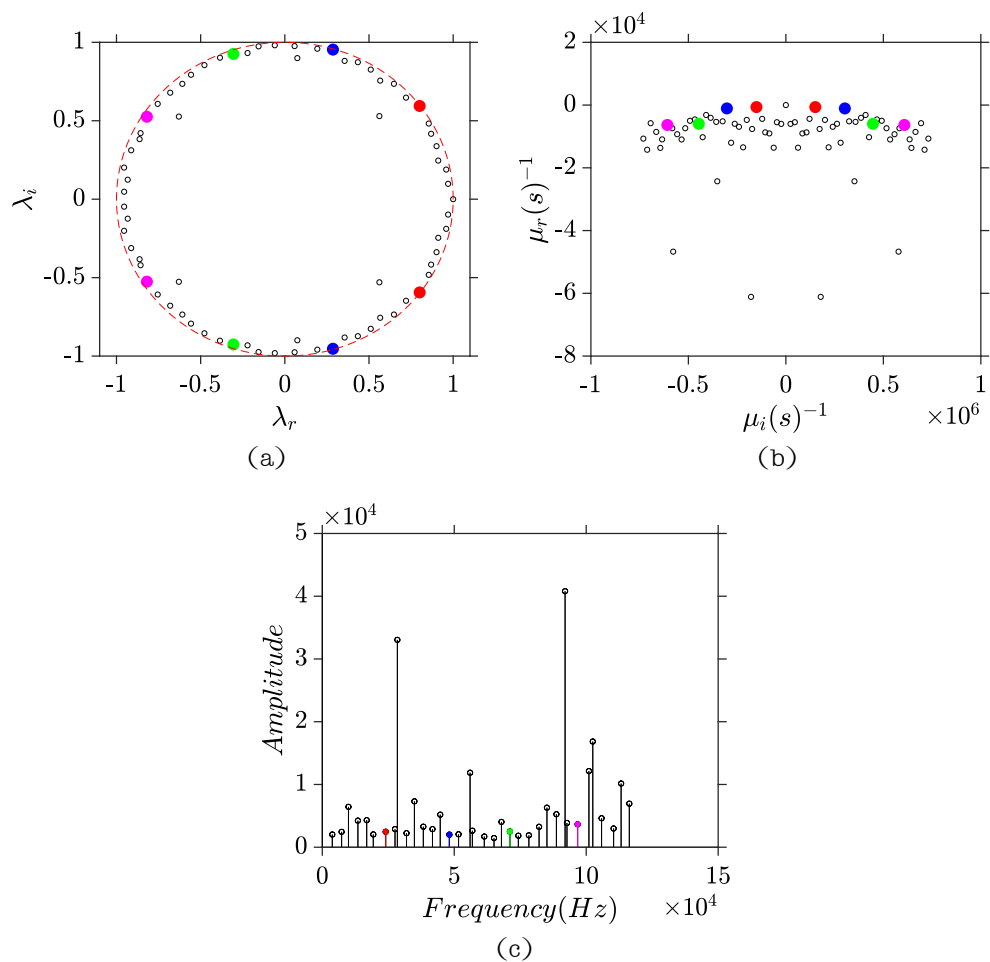 1
0.5
0
-0.5
-1
λi
-1 -0.5 0 0.5 1
λr
(a)
×10^4
2
0
-2
-4
-6
-8
μr(s)^-1
-1 -0.5 0 0.5 1
μi(s)^-1 ×10^6
(b)
×10^4
5
4
3
2
1
0
Amplitude
0 5 10 15
Frequency(Hz) ×10^4
(c)